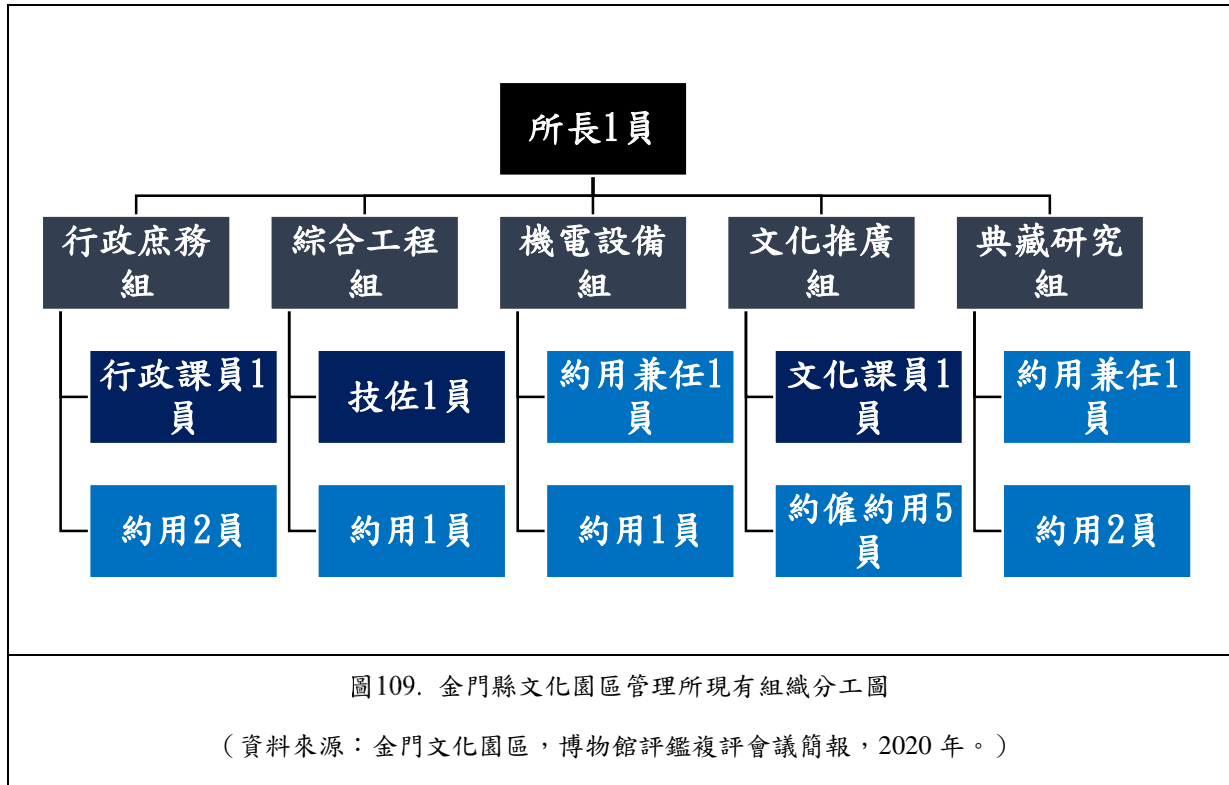 所長1員
行政庶務
組
綜合工程
組
機電設備
組
文化推廣
組
典藏研究
組
行政課員1
員
技佐1員
約用兼任1
員
文化課員1
員
約用兼任1
員
約用2員
約用1員
約用1員
約僱約用5
員
約用2員
圖109. 金門縣文化園區管理所現有組織分工圖
（資料來源：金門文化園區，博物館評鑑複評會議簡報，2020 年。）